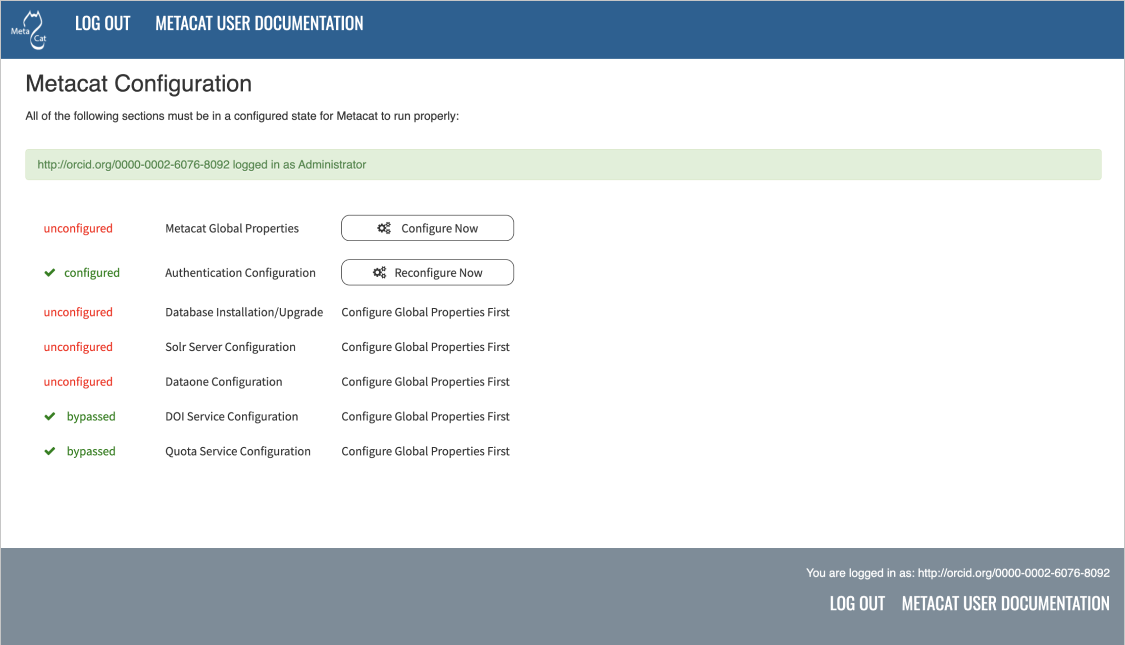 Meta Cat LOG OUT METACAT USER DOCUMENTATION
Metacat Configuration
All of the following sections must be in a configured state for Metacat to run properly:
http://orcid.org/0000-0002-6076-8092 logged in as Administrator
unconfigured Metacat Global Properties Configure Now
configured Authentication Configuration Reconfigure Now
unconfigured Database Installation/Upgrade Configure Global Properties First
unconfigured Solr Server Configuration Configure Global Properties First
unconfigured Dataone Configuration Configure Global Properties First
bypassed DOI Service Configuration Configure Global Properties First
bypassed Quota Service Configuration Configure Global Properties First
You are logged in as: http://orcid.org/0000-0002-6076-8092
LOG OUT METACAT USER DOCUMENTATION